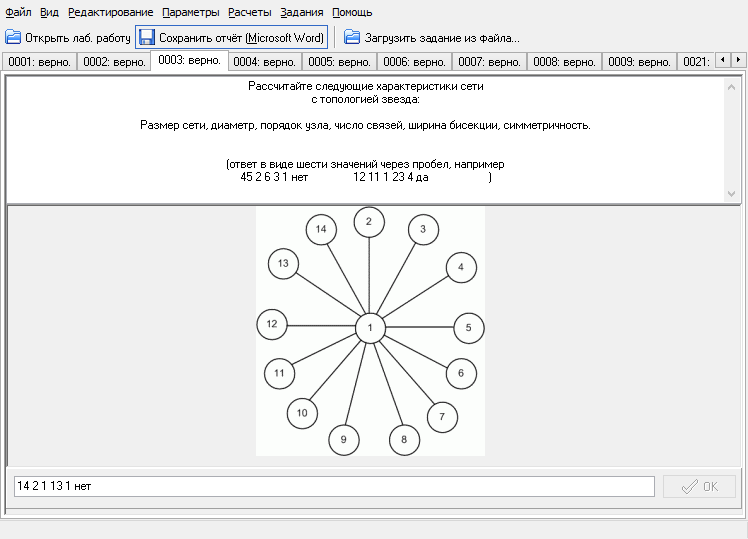 Файл Вид Редактирование Параметры Расчеты Задания Помощь
Открыть лаб. работу Сохранить отчёт (Microsoft Word) Загрузить задание из файла...
0001: верно. 0002: верно. 0003: верно. 0004: верно. 0005: верно. 0006: верно. 0007: верно. 0008: верно. 0009: верно. 0021:
Рассчитайте следующие характеристики сети
с топологией звезда:
Размер сети, диаметр, порядок узла, число связей, ширина бисекции, симметричность.
(ответ в виде шести значений через пробел, например
45 2 6 3 1 нет 12 11 1 23 4 да )
2
14 3
13 4
12 1 5
11 6
10 7
9 8
14 2 1 13 1 нет OK